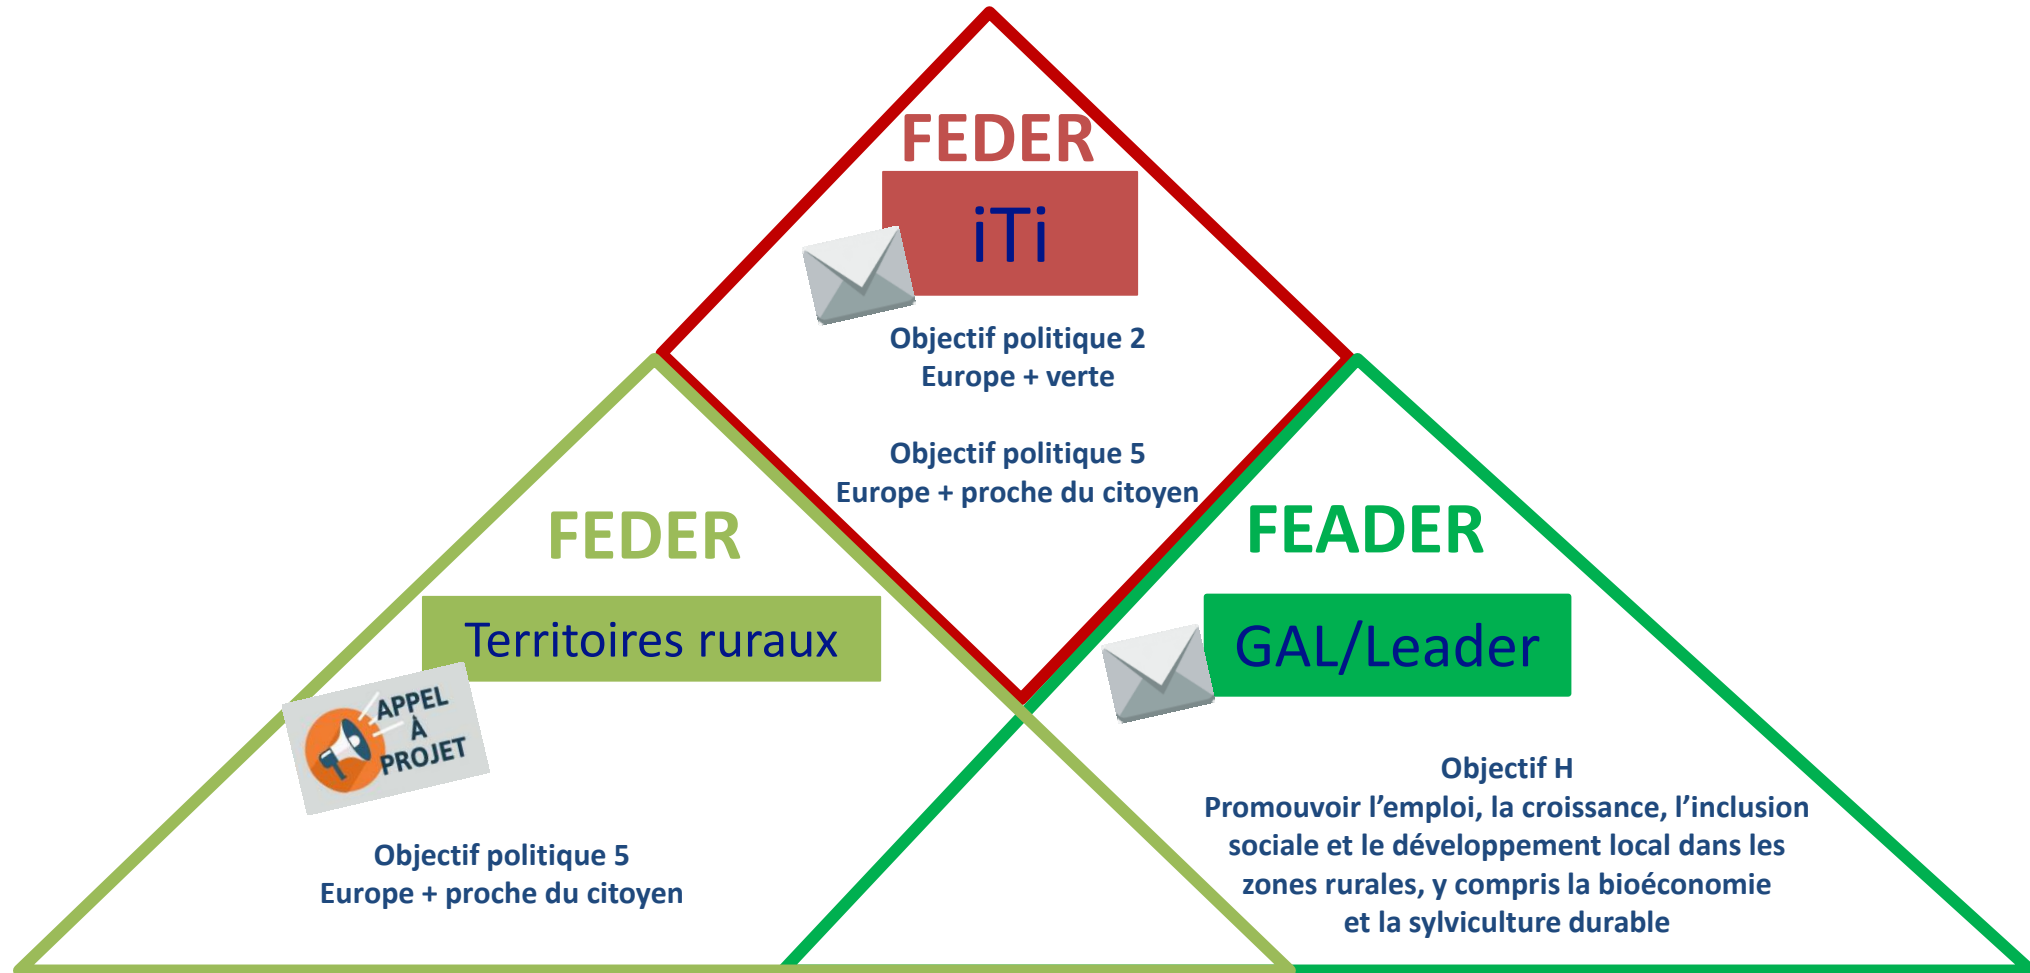 FEDER
iTi
Objectif politique 2
Europe + verte
Objectif politique 5
Europe + proche du citoyen
FEDER
Territoires ruraux
APPEL
À
PROJET
Objectif politique 5
Europe + proche du citoyen
FEADER
GAL/Leader
Objectif H
Promouvoir l’emploi, la croissance, l’inclusion
sociale et le développement local dans les
zones rurales, y compris la bioéconomie
et la sylviculture durable